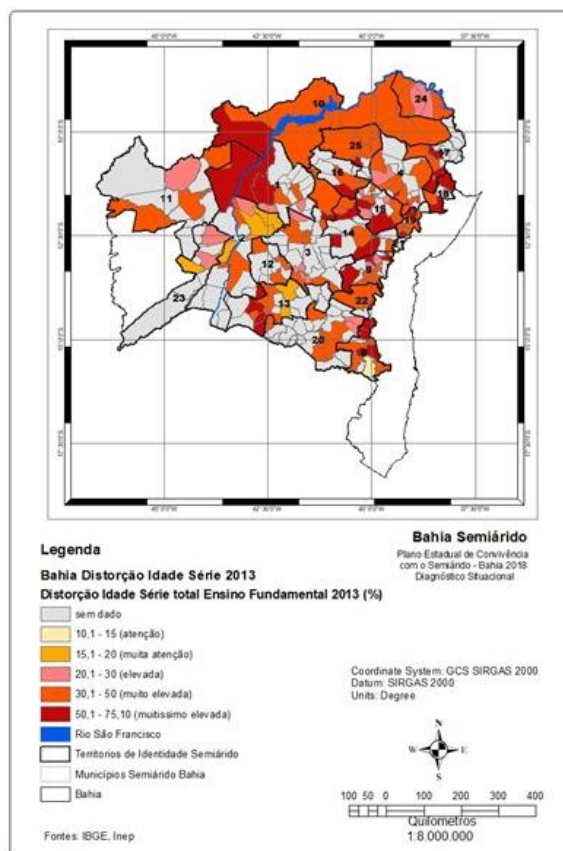 10
24
25
17
16
4
11
1
18
15
19
14
2
3
12
9
23
13
22
20
Bahia Semiárido
Plano Estadual de Convivência
com o Semiárido - Bahia 2018
Diagnóstico Situacional
Legenda
Bahia Distorção Idade Série 2013
Distorção Idade Série total Ensino Fundamental 2013 (%)
sem dado
10,1 - 15 (atenção)
15,1 - 20 (muita atenção)
20,1 - 30 (elevada)
30,1 - 50 (muito elevada)
50,1 - 75,10 (muitissimo elevada)
Rio São Francisco
Territorios de Identidade Semiárido
Municípios Semiárido Bahia
Bahia
Coordinate System: GCS SIRGAS 2000
Datum: SIRGAS 2000
Units: Degree
N
W E
S
100 50 0 100 200 300 400
Quilometros
1:8.000.000
Fontes: IBGE, Inep